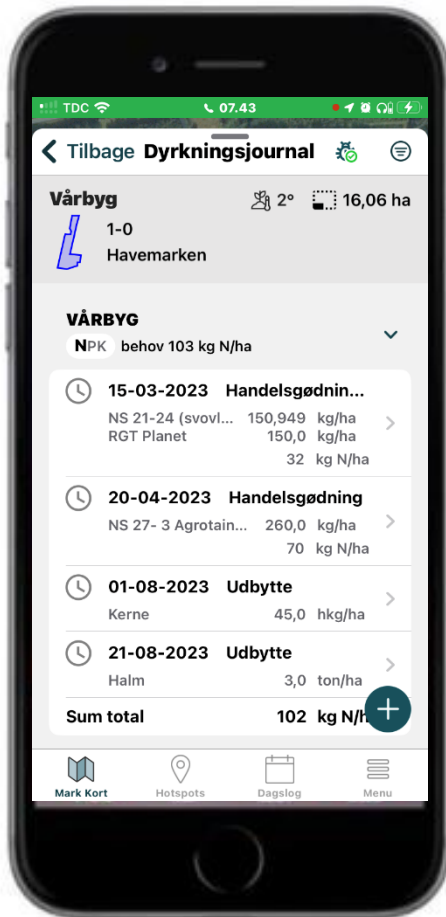 TDC 07.43
Tilbage Dyrkningsjournal
Vårbyg 2° 16,06 ha
1-0
Havemarken
VÅRBYG
NPK behov 103 kg N/ha
15-03-2023 Handelsgødnin...
NS 21-24 (svovl... 150,949 kg/ha
RGT Planet 150,0 kg/ha
32 kg N/ha
20-04-2023 Handelsgødning
NS 27- 3 Agrotain... 260,0 kg/ha
70 kg N/ha
01-08-2023 Udbytte
Kerne 45,0 hkg/ha
21-08-2023 Udbytte
Halm 3,0 ton/ha
Sum total 102 kg N/h
Mark Kort Hotspots Dagslog Menu